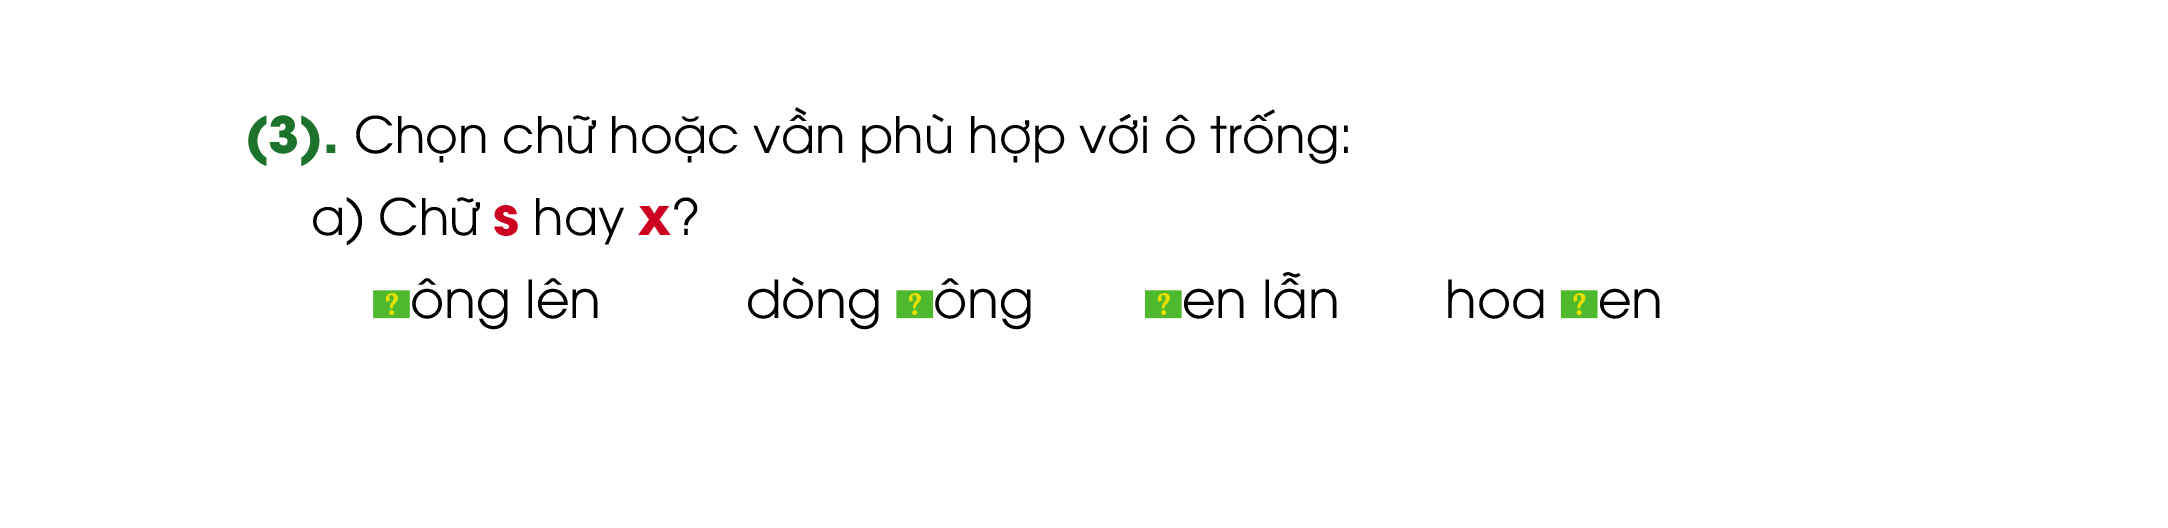 (3). Chọn chữ hoặc vần phù hợp với ô trống:
a) Chữ s hay x?
?ông lên dòng ?ông ?en lẫn hoa ?en